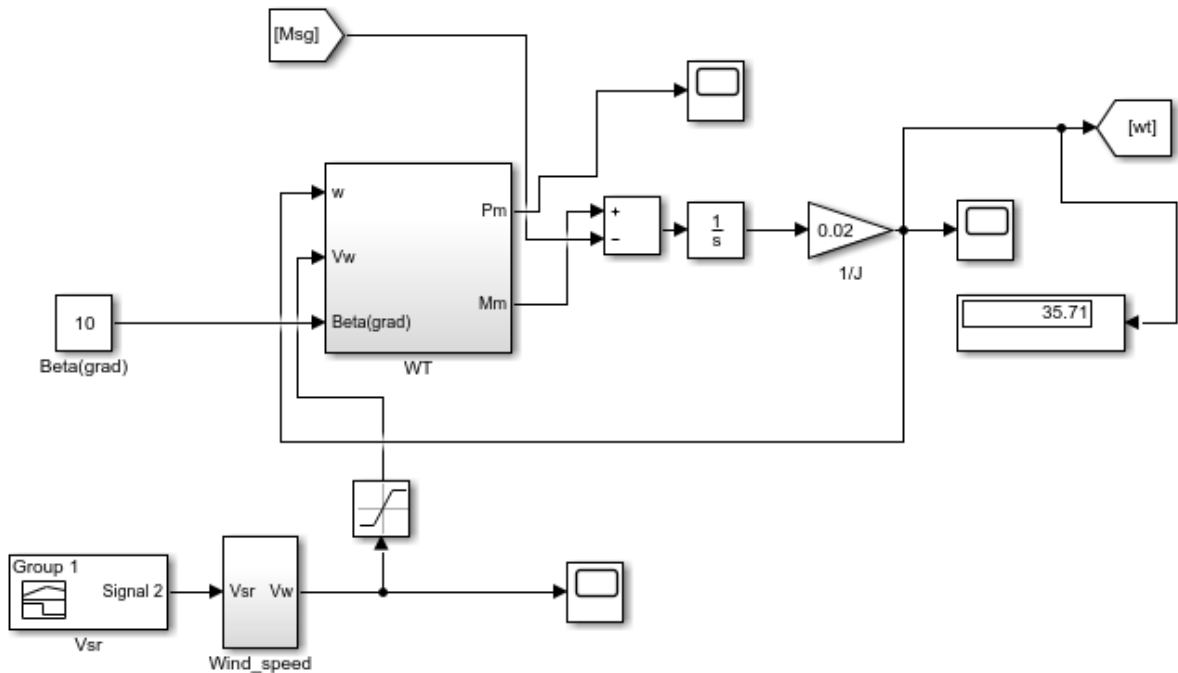 [Msg]
[wt]
w
Pm
+
−
1
s
0.02
1/J
Vw
Mm
35.71
10
Beta(grad)
Beta(grad)
WT
Group 1
Signal 2
Vsr
Vsr
Vw
Wind_speed